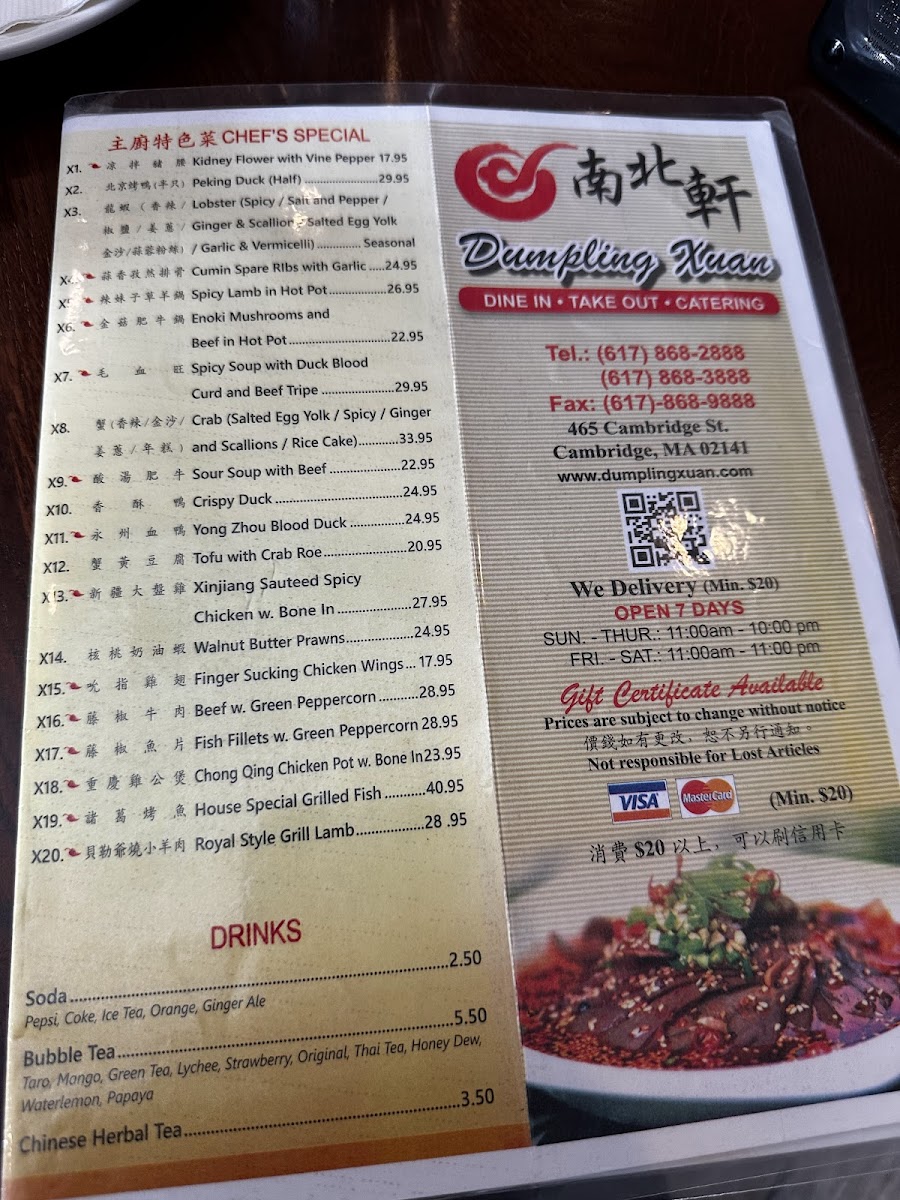 主廚特色菜 CHEF'S SPECIAL
X1. 凉拌豬腰 Kidney Flower with Vine Pepper 17.95
X2. 北京烤鴨(半只) Peking Duck (Half) ........................29.95
X3. 龍蝦(香辣/ Lobster (Spicy / Salt and Pepper /
椒鹽/姜蔥/ Ginger & Scallion / Salted Egg Yolk
金沙/蒜蓉粉絲) / Garlic & Vermicelli).............. Seasonal
X4. 蒜香孜然排骨 Cumin Spare RIbs with Garlic .....24.95
X5. 辣妹子草羊鍋 Spicy Lamb in Hot Pot...................26.95
X6. 金菇肥牛鍋 Enoki Mushrooms and
Beef in Hot Pot.................................22.95
X7. 毛血旺 Spicy Soup with Duck Blood
Curd and Beef Tripe .........................29.95
X8. 蟹(香辣/金沙/ Crab (Salted Egg Yolk / Spicy / Ginger
姜蔥/年糕) and Scallions / Rice Cake)............33.95
X9. 酸湯肥牛 Sour Soup with Beef ......................22.95
X10. 香酥鴨 Crispy Duck .......................................24.95
X11. 永州血鴨 Yong Zhou Blood Duck .................24.95
X12. 蟹黃豆腐 Tofu with Crab Roe..........................20.95
X13. 新疆大盤雞 Xinjiang Sauteed Spicy
Chicken w. Bone In .......................27.95
X14. 核桃奶油蝦 Walnut Butter Prawns.....................24.95
X15. 吮指雞翅 Finger Sucking Chicken Wings... 17.95
X16. 藤椒牛肉 Beef w. Green Peppercorn ..........28.95
X17. 藤椒魚片 Fish Fillets w. Green Peppercorn 28.95
X18. 重慶雞公煲 Chong Qing Chicken Pot w. Bone In23.95
X19. 諸葛烤魚 House Special Grilled Fish ..........40.95
X20. 貝勒爺燒小羊肉 Royal Style Grill Lamb.................28 .95
DRINKS
Soda..........................................................................2.50
Pepsi, Coke, Ice Tea, Orange, Ginger Ale
Bubble Tea.................................................................5.50
Taro, Mango, Green Tea, Lychee, Strawberry, Original, Thai Tea, Honey Dew,
Waterlemon, Papaya
Chinese Herbal Tea.....................................................3.50
南北軒
Dumpling Xuan
DINE IN • TAKE OUT • CATERING
Tel.: (617) 868-2888
(617) 868-3888
Fax: (617)-868-9888
465 Cambridge St.
Cambridge, MA 02141
www.dumplingxuan.com
We Delivery (Min. $20)
OPEN 7 DAYS
SUN. - THUR.: 11:00am - 10:00 pm
FRI. - SAT.: 11:00am - 11:00 pm
Gift Certificate Available
Prices are subject to change without notice
價錢如有更改，恕不另行通知。
Not responsible for Lost Articles
VISA MasterCard (Min. $20)
消費 $20 以上，可以刷信用卡